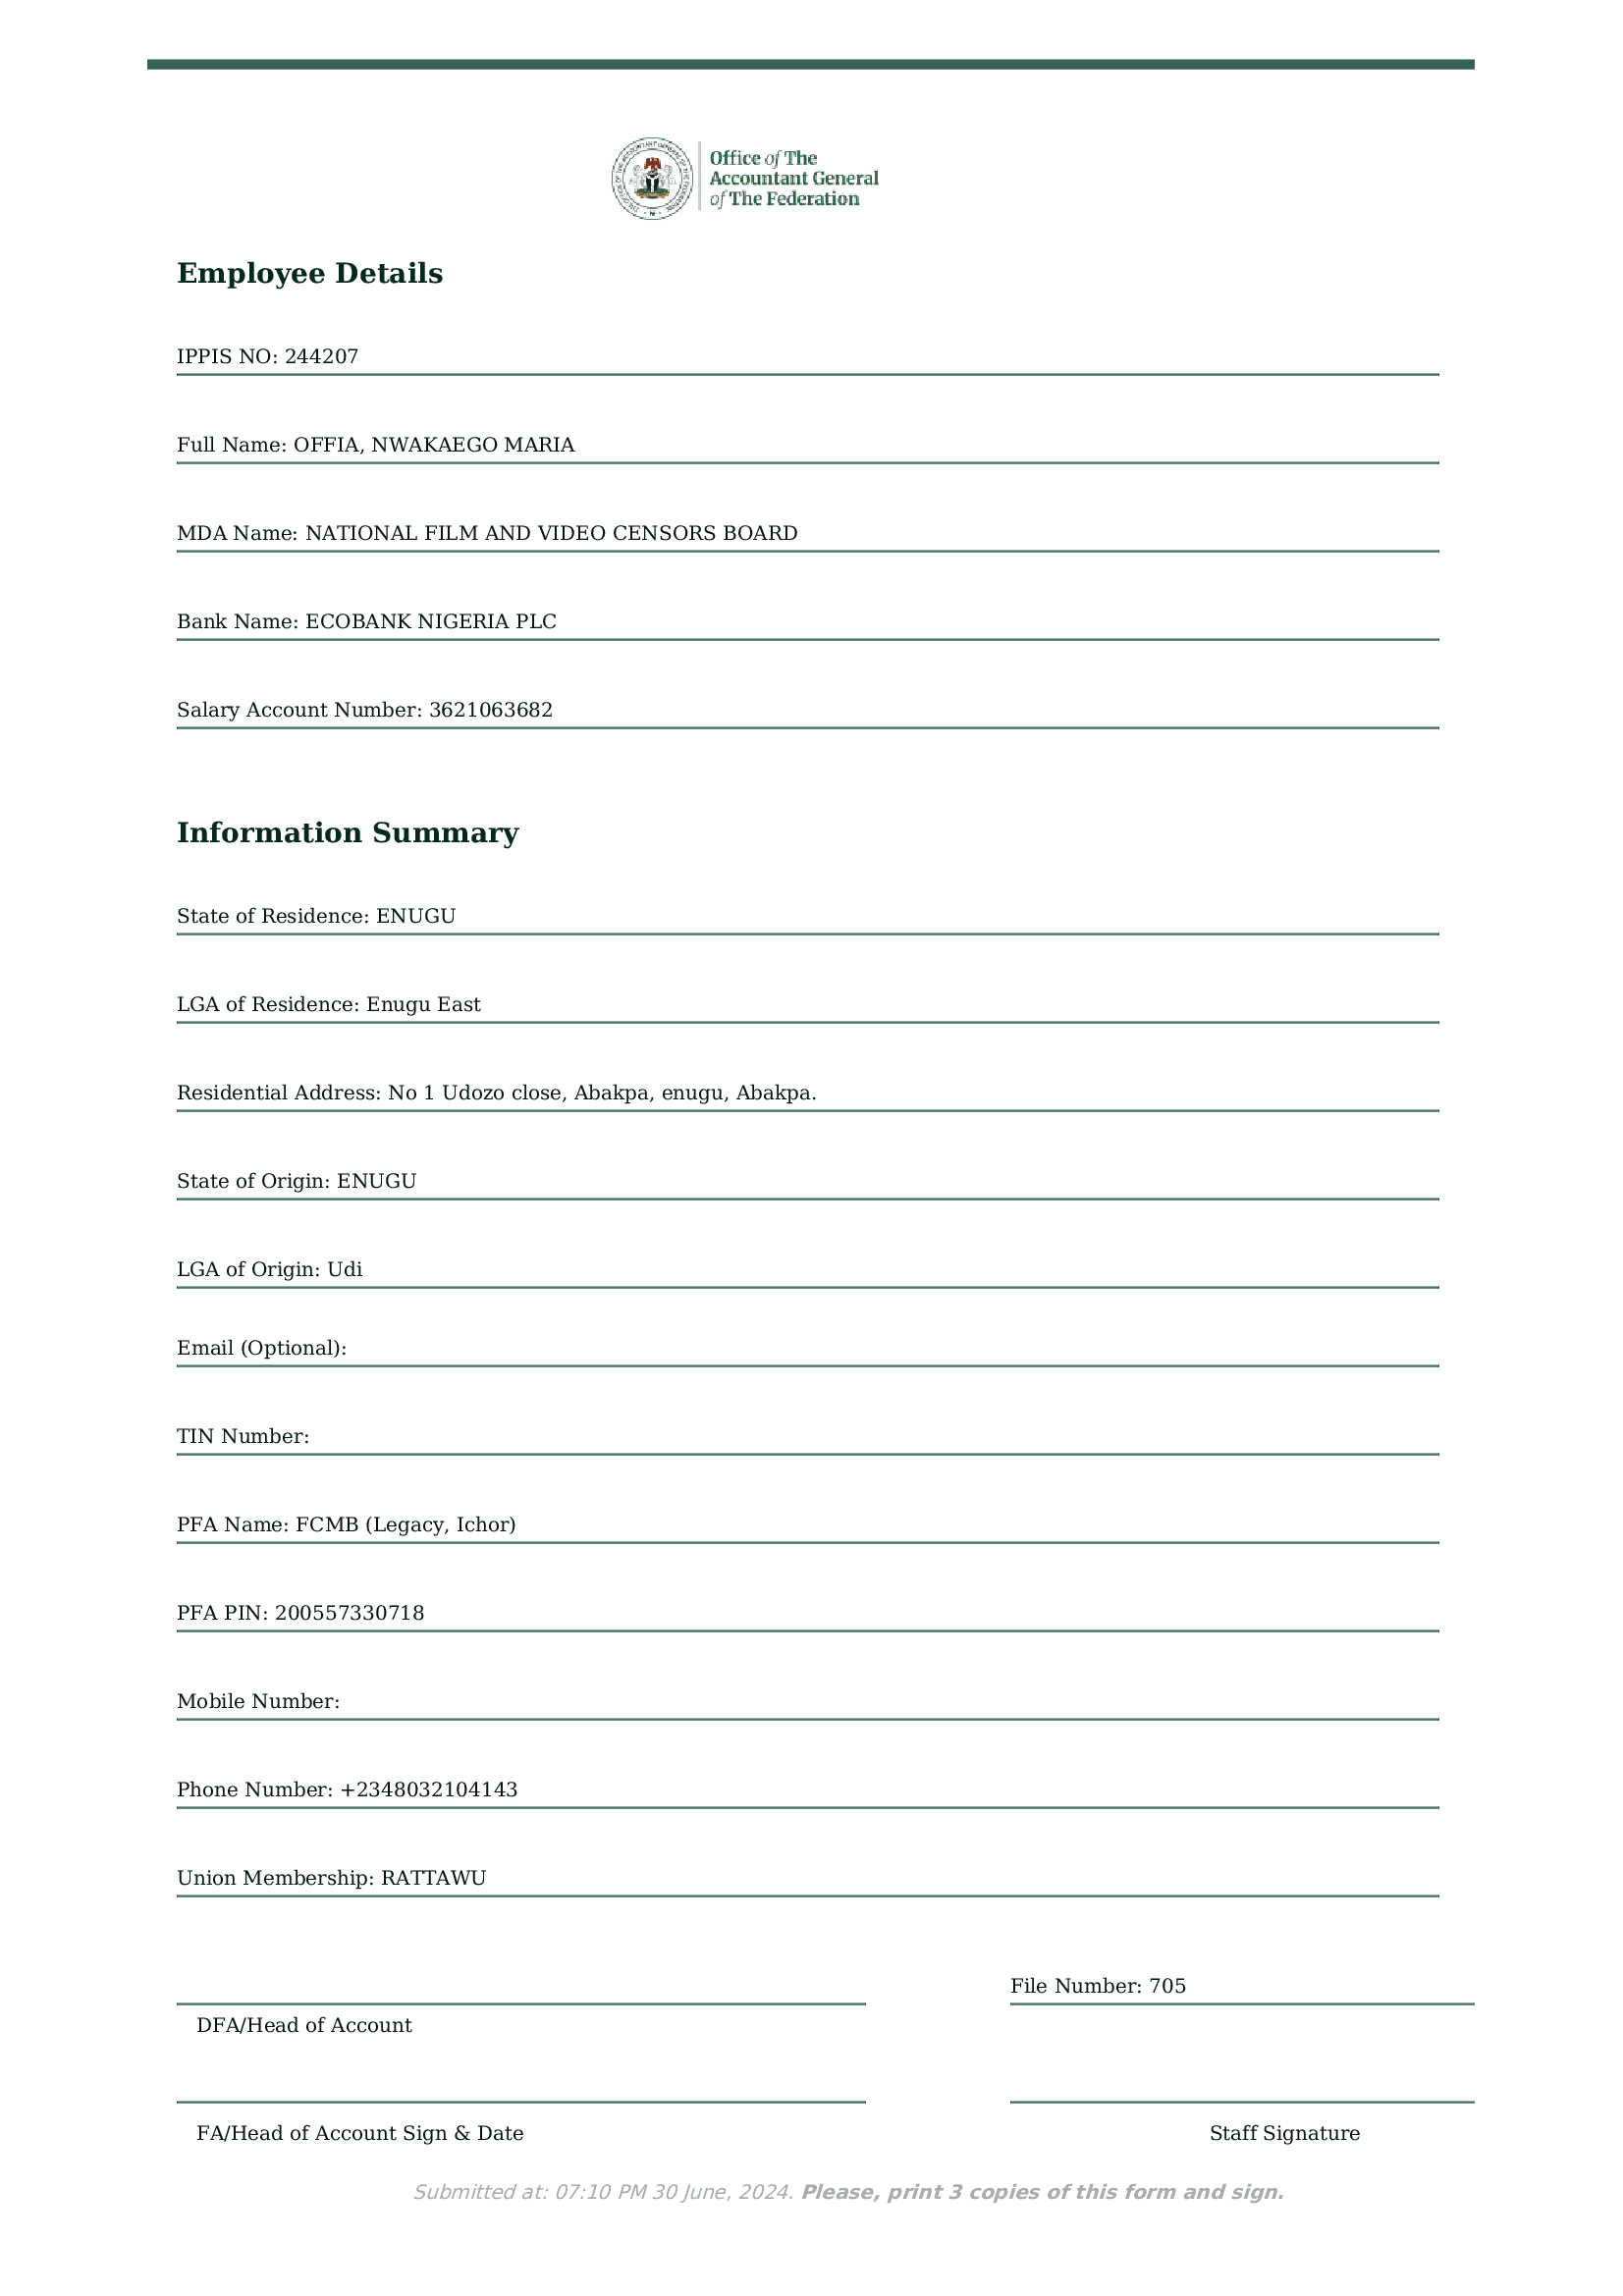 Office of The
Accountant General
of The Federation
Employee Details
IPPIS NO: 244207
Full Name: OFFIA, NWAKAEGO MARIA
MDA Name: NATIONAL FILM AND VIDEO CENSORS BOARD
Bank Name: ECOBANK NIGERIA PLC
Salary Account Number: 3621063682
Information Summary
State of Residence: ENUGU
LGA of Residence: Enugu East
Residential Address: No 1 Udozo close, Abakpa, enugu, Abakpa.
State of Origin: ENUGU
LGA of Origin: Udi
Email (Optional):
TIN Number:
PFA Name: FCMB (Legacy, Ichor)
PFA PIN: 200557330718
Mobile Number:
Phone Number: +2348032104143
Union Membership: RATTAWU
File Number: 705
DFA/Head of Account
FA/Head of Account Sign & Date
Staff Signature
Submitted at: 07:10 PM 30 June, 2024. Please, print 3 copies of this form and sign.